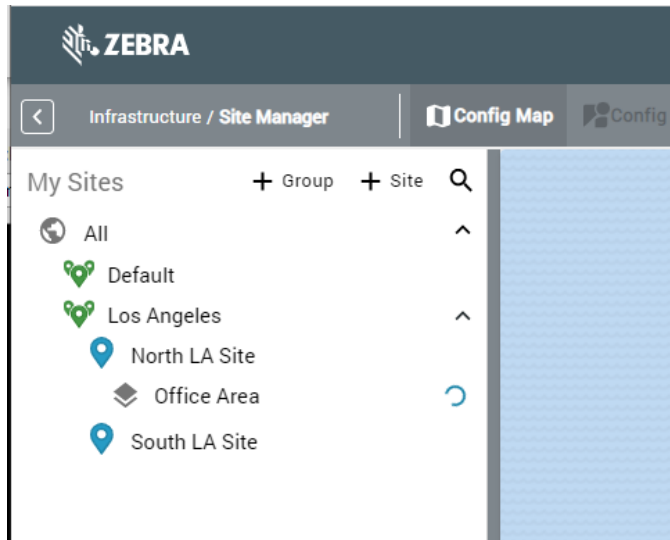 ZEBRA
Infrastructure / Site Manager
Config Map
Config
My Sites
+ Group
+ Site
All
Default
Los Angeles
North LA Site
Office Area
South LA Site